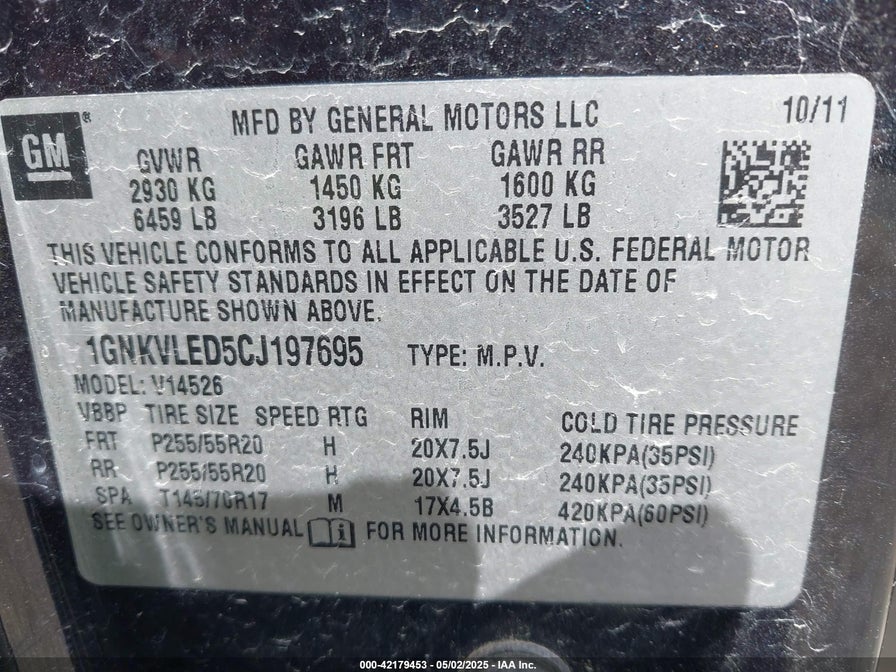 GM ® MFD BY GENERAL MOTORS LLC 10/11
GVWR GAWR FRT GAWR RR
2930 KG 1450 KG 1600 KG
6459 LB 3196 LB 3527 LB
THIS VEHICLE CONFORMS TO ALL APPLICABLE U.S. FEDERAL MOTOR
VEHICLE SAFETY STANDARDS IN EFFECT ON THE DATE OF
MANUFACTURE SHOWN ABOVE.
1GNKVLED5CJ197695 TYPE: M.P.V.
MODEL: V14526
VBBP TIRE SIZE SPEED RTG RIM COLD TIRE PRESSURE
FRT P255/55R20 H 20X7.5J 240KPA(35PSI)
RR P255/55R20 H 20X7.5J 240KPA(35PSI)
SPA T145/70R17 M 17X4.5B 420KPA(60PSI)
SEE OWNER'S MANUAL i FOR MORE INFORMATION.
000-42179453 - 05/02/2025 - IAA Inc.